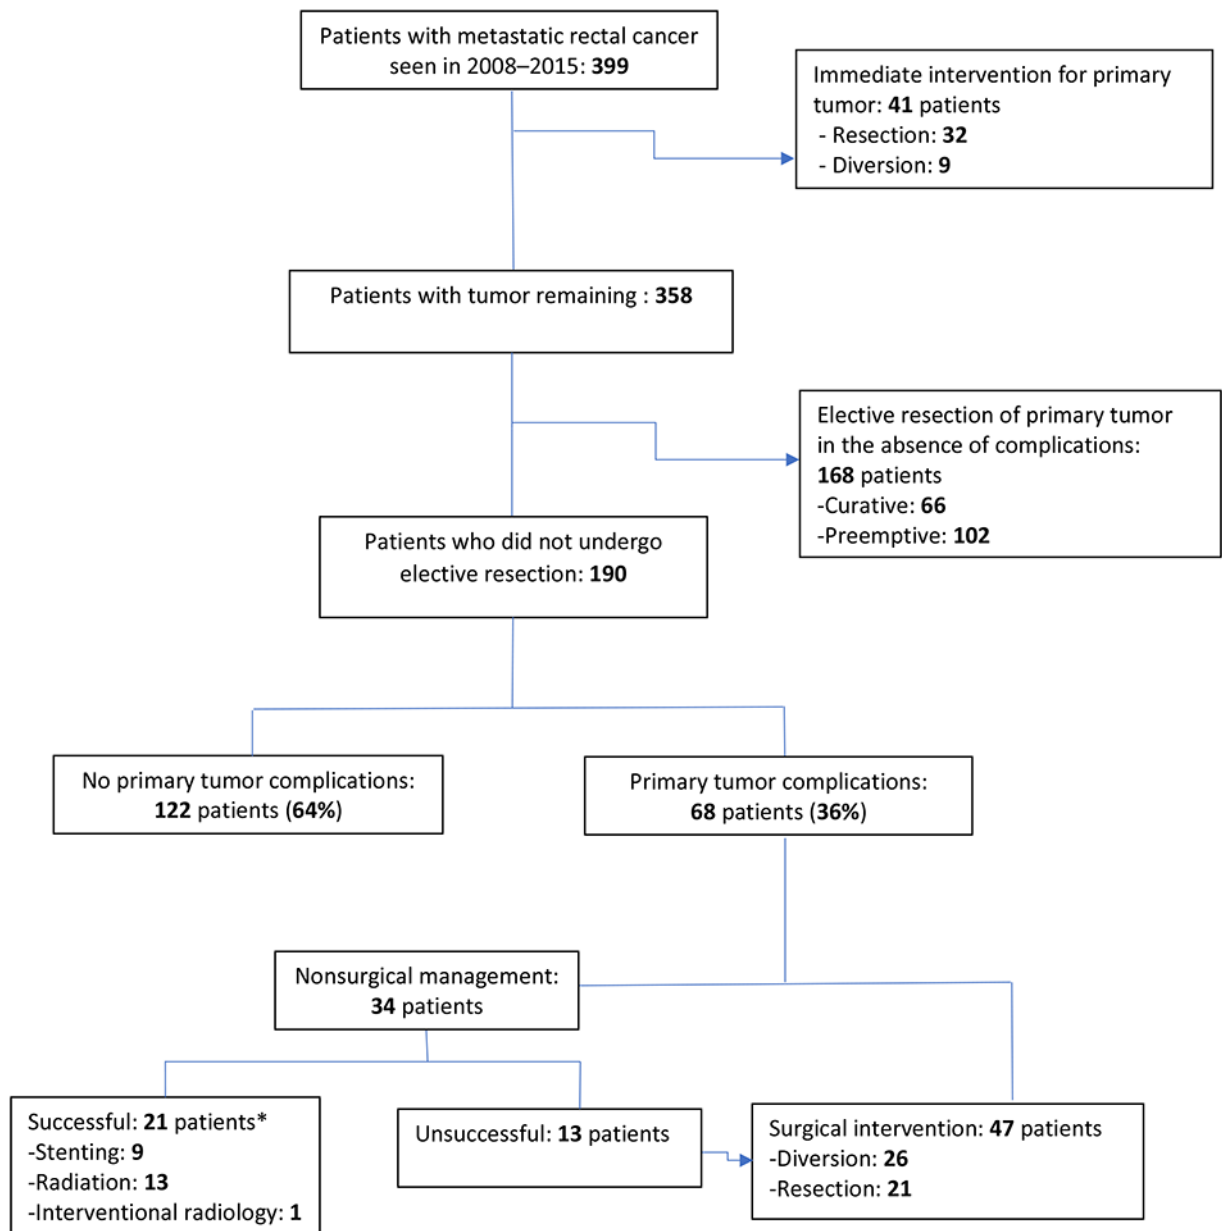 Patients with metastatic rectal cancer
seen in 2008–2015: 399
Immediate intervention for primary
tumor: 41 patients
- Resection: 32
- Diversion: 9
Patients with tumor remaining : 358
Elective resection of primary tumor
in the absence of complications:
168 patients
-Curative: 66
-Preemptive: 102
Patients who did not undergo
elective resection: 190
No primary tumor complications:
122 patients (64%)
Primary tumor complications:
68 patients (36%)
Nonsurgical management:
34 patients
Successful: 21 patients*
-Stenting: 9
-Radiation: 13
-Interventional radiology: 1
Unsuccessful: 13 patients
Surgical intervention: 47 patients
-Diversion: 26
-Resection: 21